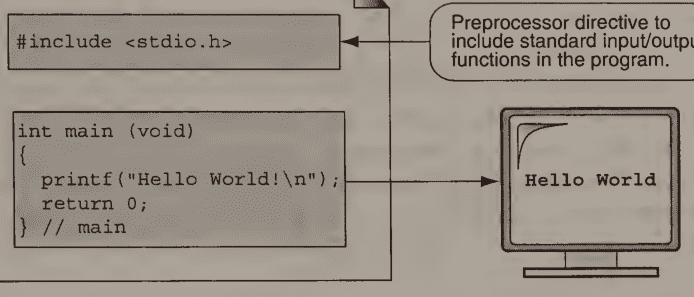 #include <stdio.h>
Preprocessor directive to
include standard input/outpu
functions in the program.
int main (void)
{
printf("Hello World!\n");
return 0;
} // main
Hello World